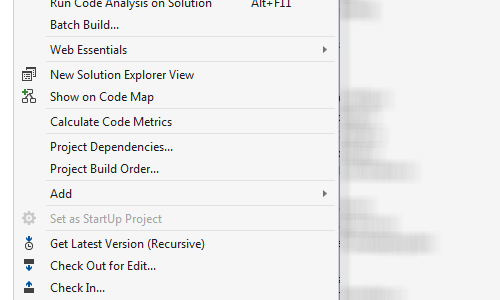 Run Code Analysis on Solution Alt+F11
Batch Build...
Web Essentials
New Solution Explorer View
Show on Code Map
Calculate Code Metrics
Project Dependencies...
Project Build Order...
Add
Set as StartUp Project
Get Latest Version (Recursive)
Check Out for Edit...
Check In...